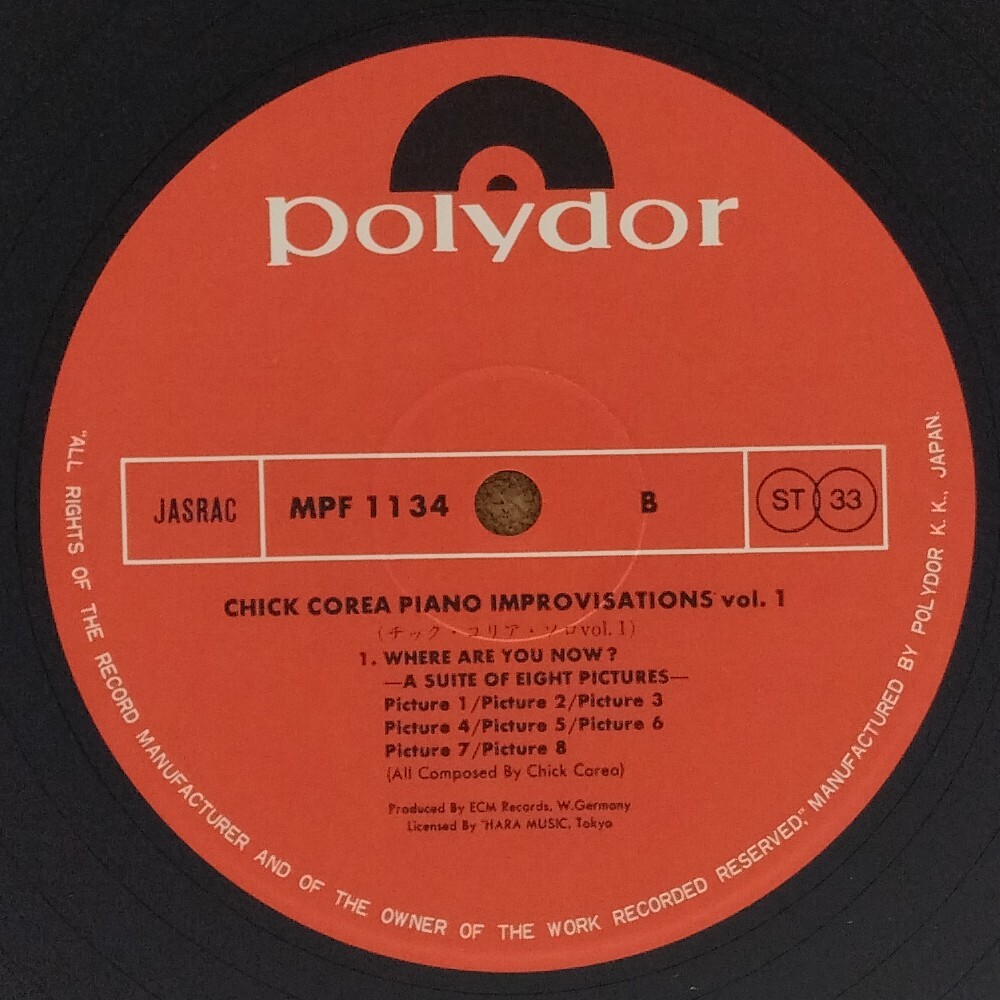 polydor
JASRAC
MPF 1134
B
ST 33
CHICK COREA PIANO IMPROVISATIONS vol. 1
(チック・コリア・ソロvol.1)
1. WHERE ARE YOU NOW?
—A SUITE OF EIGHT PICTURES—
Picture 1/Picture 2/Picture 3
Picture 4/Picture 5/Picture 6
Picture 7/Picture 8
(All Composed By Chick Corea)
Produced By ECM Records, W.Germany
Licensed By "HARA MUSIC, Tokyo
"ALL RIGHTS OF THE RECORD MANUFACTURER AND OF THE OWNER OF THE WORK RECORDED RESERVED," MANUFACTURED BY POLYDOR K.K., JAPAN.